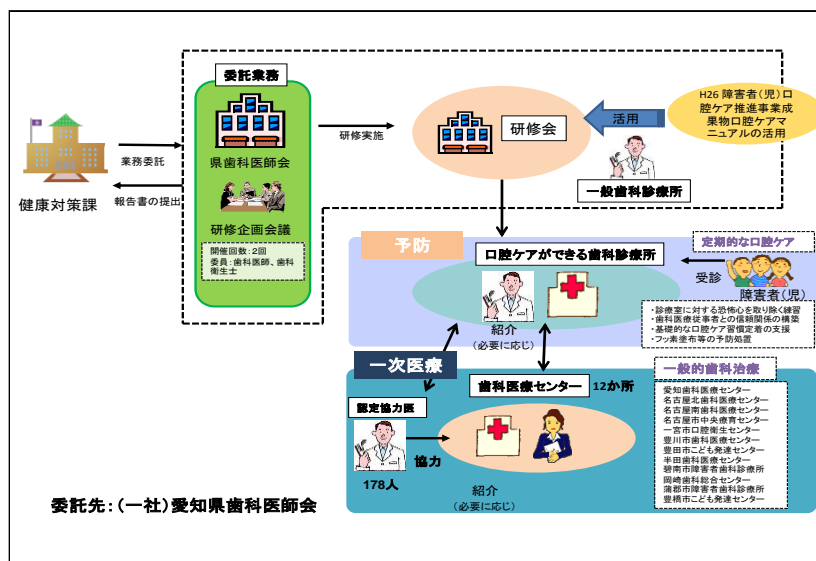 委託業務
県歯科医師会
研修企画会議
開催回数:2回
委員:歯科医師、歯科
衛生士
健康対策課
業務委託
報告書の提出
研修実施
研修会
活用
H26 障害者(児)口
腔ケア推進事業成
果物口腔ケアマ
ニュアルの活用
一般歯科診療所
予防
口腔ケアができる歯科診療所
定期的な口腔ケア
受診
障害者(児)
・診療室に対する恐怖心を取り除く練習
・歯科医療従事者との信頼関係の構築
・基礎的な口腔ケア習慣定着の支援
・フッ素塗布等の予防処置
紹介
(必要に応じ)
一次医療
歯科医療センター 12か所
一般的歯科治療
認定協力医
協力
178人
紹介
(必要に応じ)
愛知歯科医療センター
名古屋北歯科医療センター
名古屋南歯科医療センター
名古屋市中央療育センター
一宮市口腔衛生センター
豊川市歯科医療センター
豊田市こども発達センター
半田歯科医療センター
碧南市障害者歯科診療所
岡崎歯科総合センター
蒲郡市障害者歯科診療所
豊橋市こども発達センター
委託先:(一社)愛知県歯科医師会